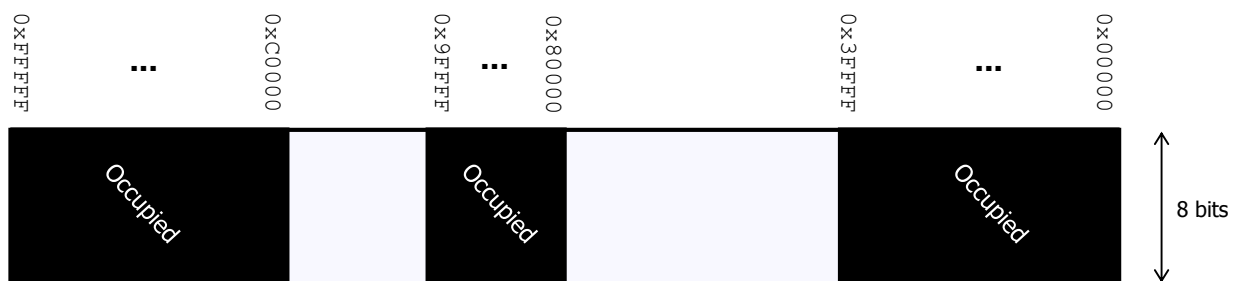 0xFFFFF
...
0xC0000
0x9FFFF
...
0x80000
0x3FFFF
...
0x00000
Occupied
Occupied
Occupied
8 bits